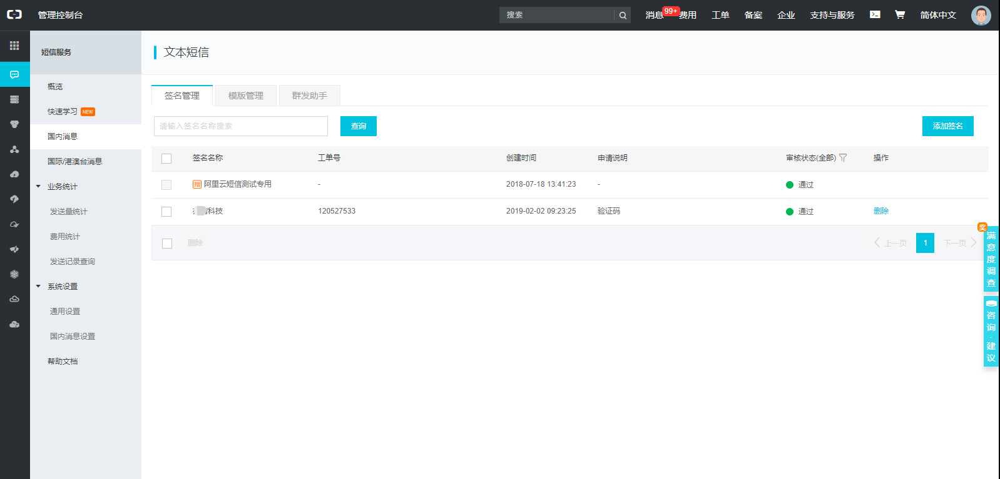 管理控制台
搜索
消息 99+ 费用 工单 备案 企业 支持与服务 简体中文
短信服务
概览
快速学习 NEW
国内消息
国际/港澳台消息
业务统计
发送量统计
费用统计
发送记录查询
系统设置
通用设置
国内消息设置
帮助文档
文本短信
签名管理 模版管理 群发助手
请输入签名名称搜索 查询 添加签名
签名名称 工单号 创建时间 申请说明 审核状态(全部) 操作
赠 阿里云短信测试专用 - 2018-07-18 13:41:23 - 通过
科技 120527533 2019-02-02 09:23:25 验证码 通过 删除
删除 上一页 1 下一页
奖
满意度调查
咨询·建议